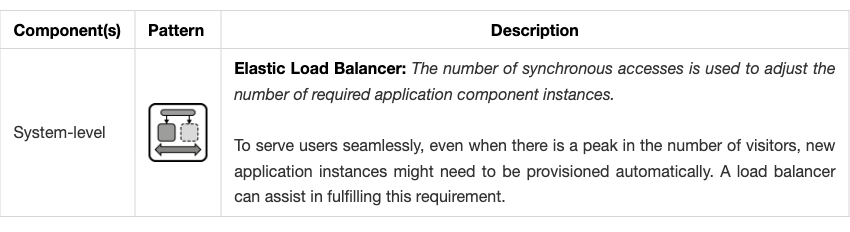 Component(s) Pattern Description
Elastic Load Balancer: The number of synchronous accesses is used to adjust the
number of required application component instances.
System-level
To serve users seamlessly, even when there is a peak in the number of visitors, new
application instances might need to be provisioned automatically. A load balancer
can assist in fulfilling this requirement.